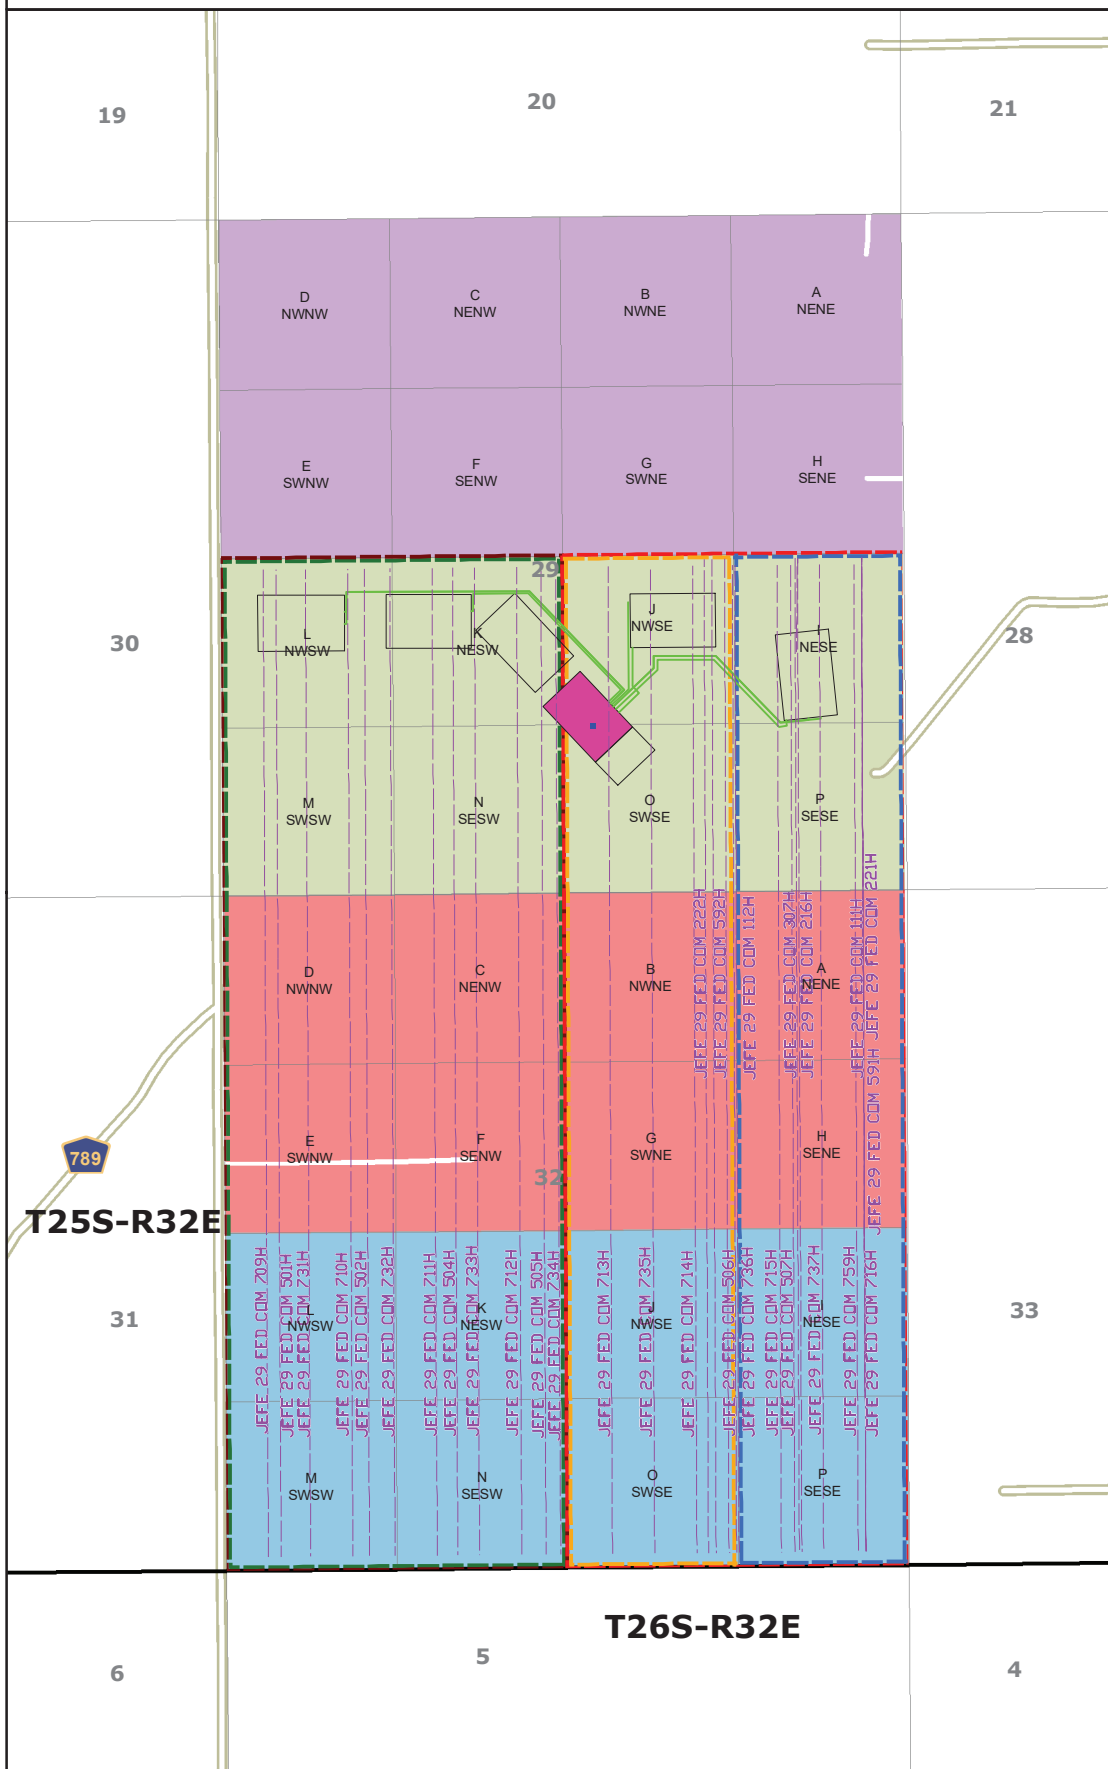 19
20
21
D
NWNW
C
NENW
B
NWNE
A
NENE
E
SWNW
F
SENW
G
SWNE
H
SENE
29
30
28
L
NWSW
K
NESW
J
NWSE
I
NESE
M
SWSW
N
SESW
O
SWSE
P
SESE
JEFE 29 FED COM 222H
JEFE 29 FED COM 592H
JEFE 29 FED COM 112H
JEFE 29 FED COM 307H
JEFE 29 FED COM 216H
JEFE 29 FED COM 111H
JEFE 29 FED COM 591H JEFE 29 FED COM 221H
D
NWNW
C
NENW
B
NWNE
A
NENE
E
SWNW
F
SENW
G
SWNE
H
SENE
789
32
T25S-R32E
31
33
JEFE 29 FED COM 709H
JEFE 29 FED COM 501H
JEFE 29 FED COM 731H
JEFE 29 FED COM 710H
JEFE 29 FED COM 502H
JEFE 29 FED COM 732H
JEFE 29 FED COM 711H
JEFE 29 FED COM 504H
JEFE 29 FED COM 733H
JEFE 29 FED COM 712H
JEFE 29 FED COM 505H
JEFE 29 FED COM 734H
JEFE 29 FED COM 713H
JEFE 29 FED COM 735H
JEFE 29 FED COM 714H
JEFE 29 FED COM 506H
JEFE 29 FED COM 736H
JEFE 29 FED COM 715H
JEFE 29 FED COM 507H
JEFE 29 FED COM 737H
JEFE 29 FED COM 759H
JEFE 29 FED COM 716H
L
NWSW
K
NESW
J
NWSE
I
NESE
M
SWSW
N
SESW
O
SWSE
P
SESE
T26S-R32E
6
5
4